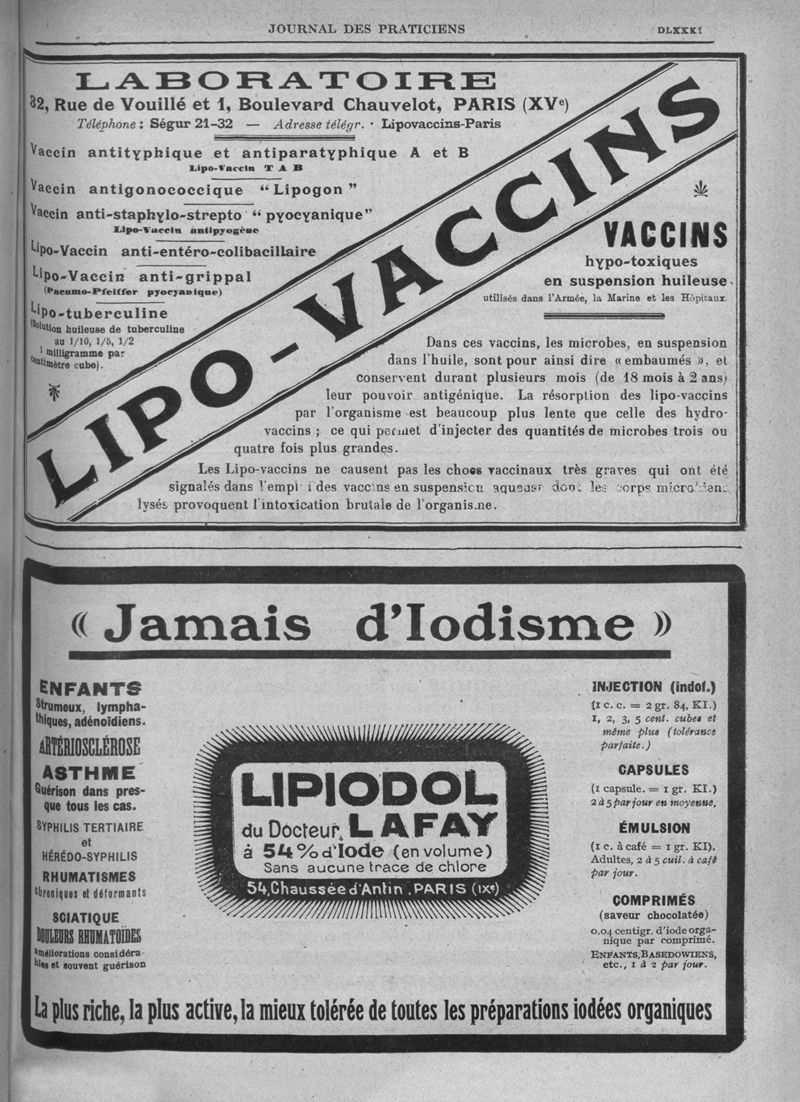 JOURNAL DES PRATICIENS
DLXXXI
LABORATOIRE
32, Rue de Vouillé et 1, Boulevard Chauvelot, PARIS (XVe)
Téléphone : Ségur 21-32 — Adresse télégr. · Lipovaccins-Paris
Vaccin antityphique et antiparatyphique A et B
Lipo-Vaccin T A B
Vaccin antigonococcique “Lipogon”
Vaccin anti-staphylo-strepto “pyocyanique”
Lipo-Vaccin antipyogène
Lipo-Vaccin anti-entéro-colibacillaire
Lipo-Vaccin anti-grippal
(Pneumo-Pfeiffer pyocyanique)
Lipo-tuberculine
(Solution huileuse de tuberculine
au 1/10, 1/5, 1/2
1 milligramme par
centimètre cube).
LIPO-VACCINS
VACCINS
hypo-toxiques
en suspension huileuse
utilisés dans l'Armée, la Marine et les Hôpitaux.
Dans ces vaccins, les microbes, en suspension
dans l'huile, sont pour ainsi dire « embaumés », et
conservent durant plusieurs mois (de 18 mois à 2 ans)
leur pouvoir antigénique. La résorption des lipo-vaccins
par l'organisme est beaucoup plus lente que celle des hydro-
vaccins ; ce qui permet d'injecter des quantités de microbes trois ou
quatre fois plus grandes.
Les Lipo-vaccins ne causent pas les chocs vaccinaux très graves qui ont été
signalés dans l'emploi des vaccins en suspension aqueuse dont les corps microbiens
lysés provoquent l'intoxication brutale de l'organisme.
« Jamais d'Iodisme »
ENFANTS
Strumeux, lympha-
thiques, adénoïdiens.
ARTÉRIOSCLÉROSE
ASTHME
Guérison dans pres-
que tous les cas.
SYPHILIS TERTIAIRE
et
HÉRÉDO-SYPHILIS
RHUMATISMES
Chroniques et déformants
SCIATIQUE
DOULEURS RHUMATOÏDES
améliorations considéra-
bles et souvent guérison
LIPIODOL
du Docteur LAFAY
à 54% d'Iode (en volume)
Sans aucune trace de chlore
54, Chaussée d'Antin, PARIS (IXe)
INJECTION (indol.)
(1 c. c. = 2 gr. 84, KI.)
1, 2, 3, 5 cent. cubes et
même plus (tolérance
parfaite.)
CAPSULES
(1 capsule. = 1 gr. KI.)
2 à 5 par jour en moyenne,
ÉMULSION
(1 c. à café = 1 gr. KI).
Adultes, 2 à 5 cuil. à café
par jour.
COMPRIMÉS
(saveur chocolatée)
0.04 centigr. d'iode orga-
nique par comprimé.
ENFANTS, BASEDOWIENS,
etc., 1 à 2 par jour.
La plus riche, la plus active, la mieux tolérée de toutes les préparations iodées organiques